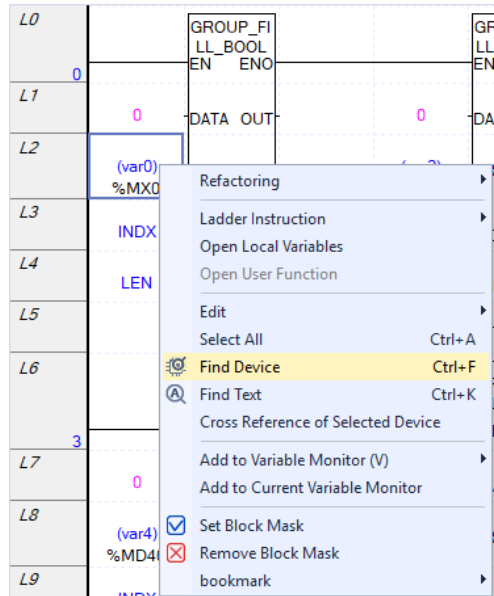 L0
GROUP_FI
LL_BOOL
EN ENO
0
L1
0
DATA OUT
0
L2
(var0)
%MX0
L3
INDX
L4
LEN
L5
L6
3
L7
0
L8
(var4)
%MD40
L9
Refactoring
Ladder Instruction
Open Local Variables
Open User Function
Edit
Select All Ctrl+A
Find Device Ctrl+F
Find Text Ctrl+K
Cross Reference of Selected Device
Add to Variable Monitor (V)
Add to Current Variable Monitor
Set Block Mask
Remove Block Mask
bookmark